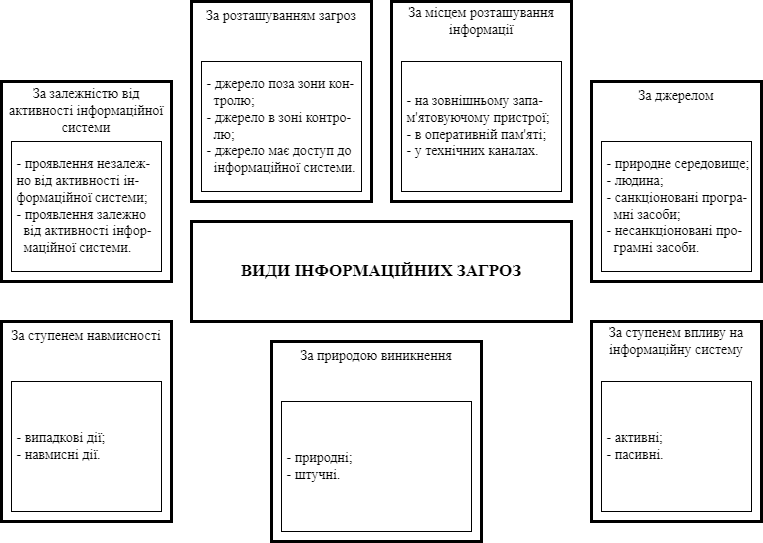 За розташуванням загроз
- джерело поза зони кон-
тролю;
- джерело в зоні контро-
лю;
- джерело має доступ до
інформаційної системи.
За місцем розташування
інформації
- на зовнішньому запа-
м'ятовуючому пристрої;
- в оперативній пам'яті;
- у технічних каналах.
За залежністю від
активності інформаційної
системи
- проявлення незалеж-
но від активності ін-
формаційної системи;
- проявлення залежно
від активності інфор-
маційної системи.
За джерелом
- природне середовище;
- людина;
- санкціоновані програ-
мні засоби;
- несанкціоновані про-
грамні засоби.
ВИДИ ІНФОРМАЦІЙНИХ ЗАГРОЗ
За ступенем навмисності
- випадкові дії;
- навмисні дії.
За природою виникнення
- природні;
- штучні.
За ступенем впливу на
інформаційну систему
- активні;
- пасивні.